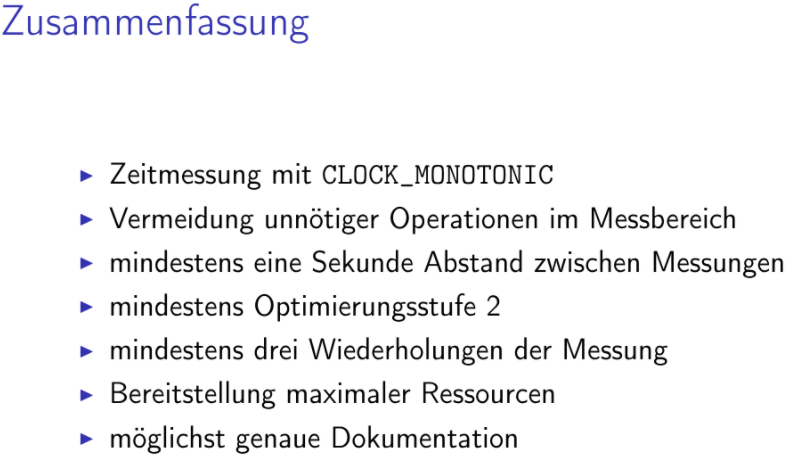 Zusammenfassung
▶ Zeitmessung mit CLOCK_MONOTONIC
▶ Vermeidung unnötiger Operationen im Messbereich
▶ mindestens eine Sekunde Abstand zwischen Messungen
▶ mindestens Optimierungsstufe 2
▶ mindestens drei Wiederholungen der Messung
▶ Bereitstellung maximaler Ressourcen
▶ möglichst genaue Dokumentation